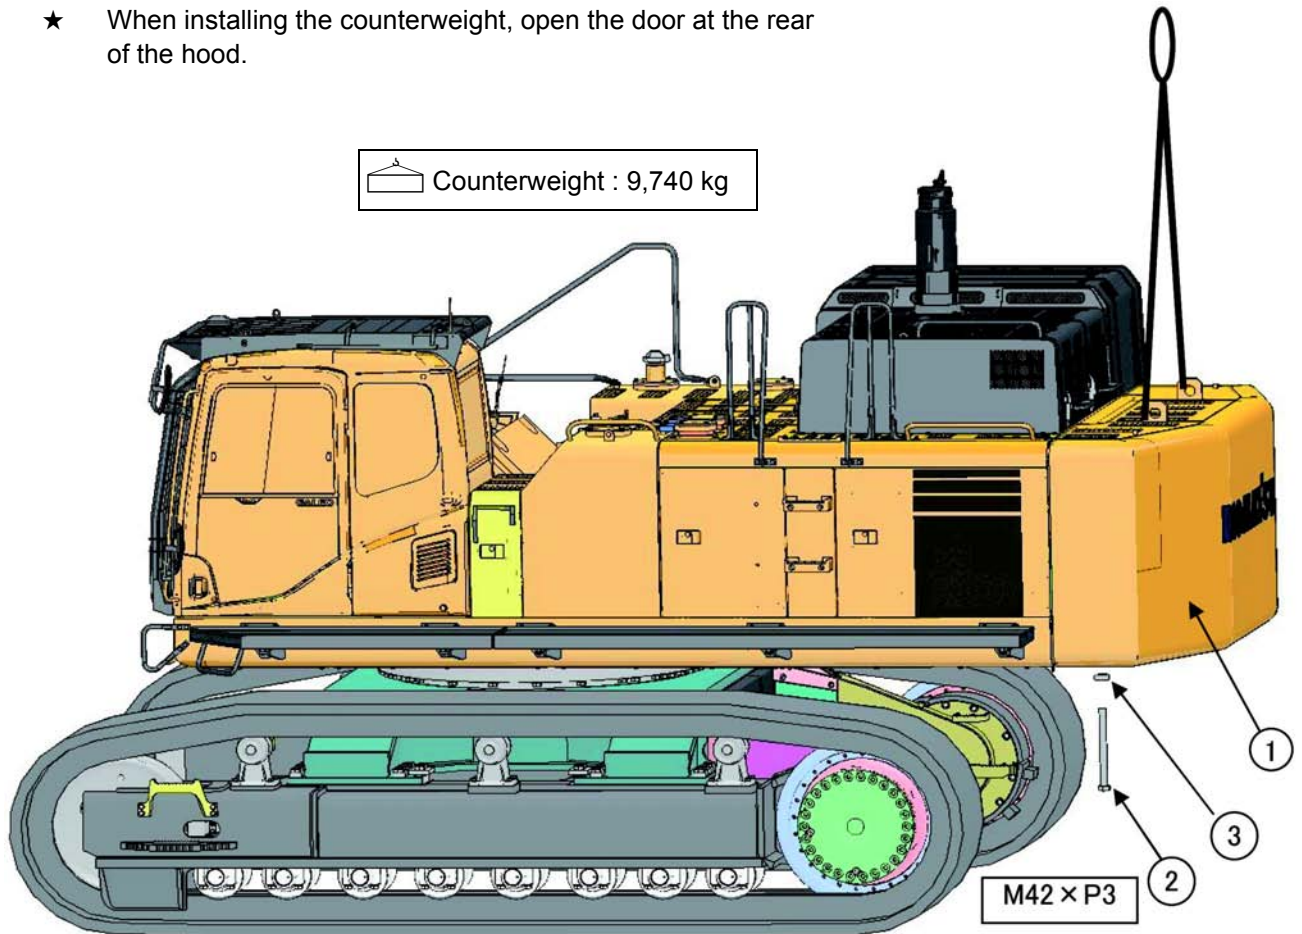 ★ When installing the counterweight, open the door at the rear
of the hood.
Counterweight : 9,740 kg
1
3
2
M42 × P3